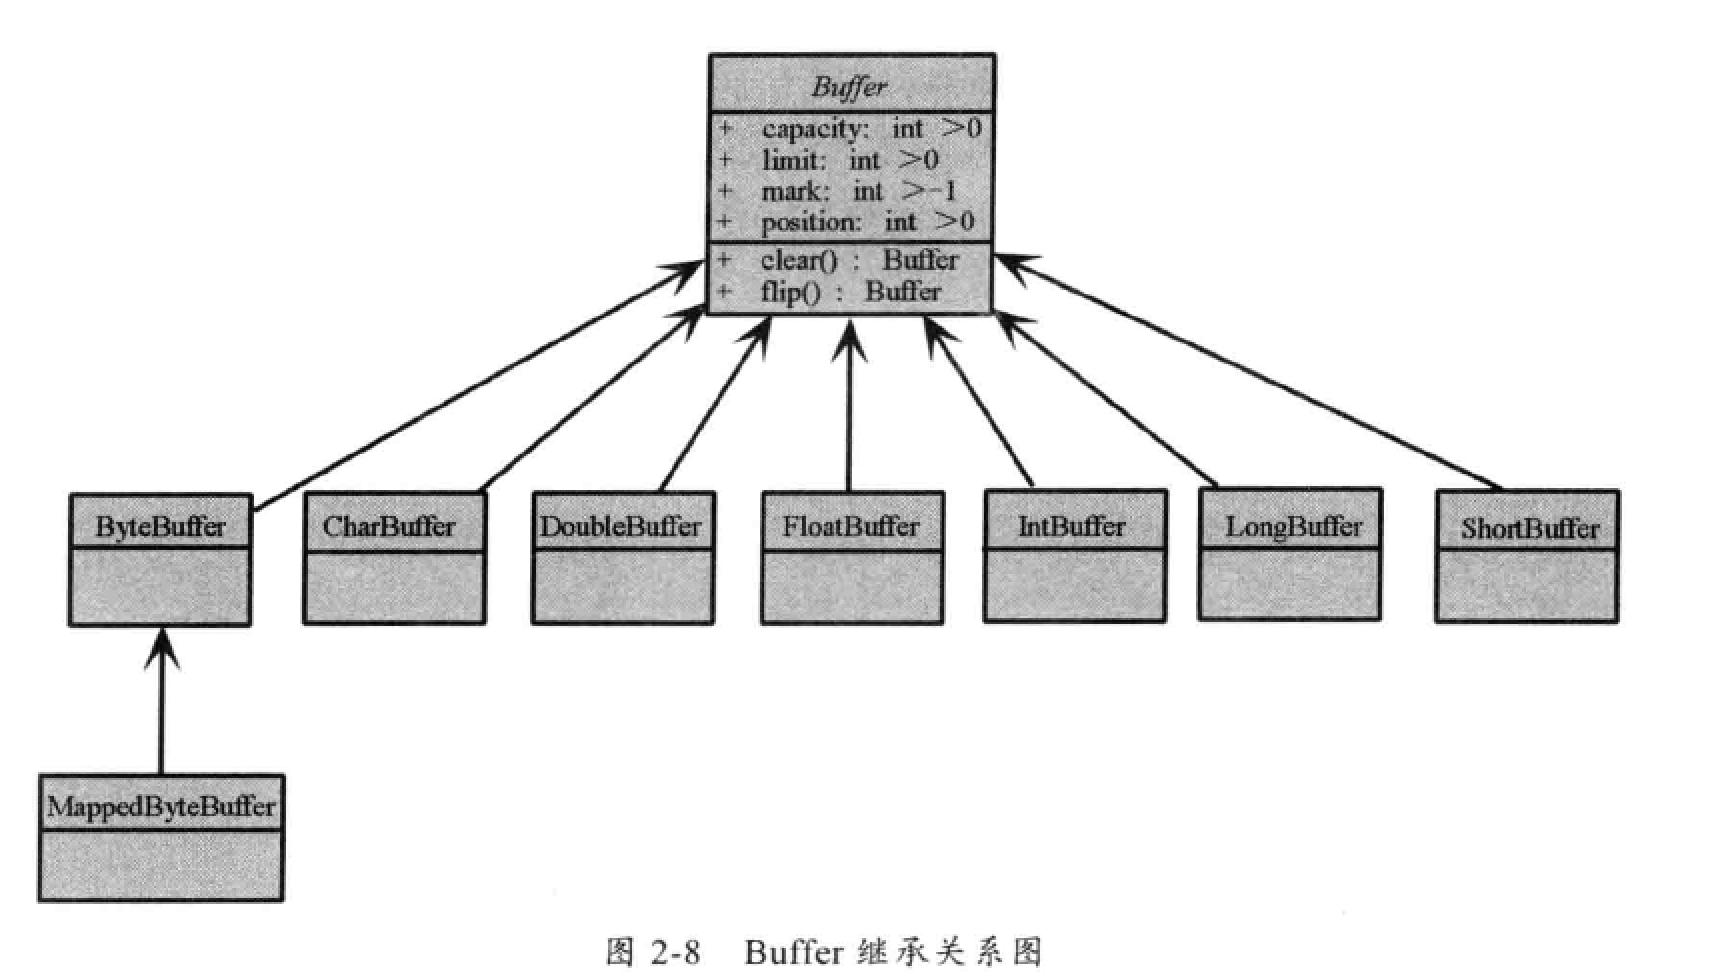 Buffer
+ capacity: int >0
+ limit: int >0
+ mark: int >-1
+ position: int >0
+ clear() : Buffer
+ flip() : Buffer
ByteBuffer CharBuffer DoubleBuffer FloatBuffer IntBuffer LongBuffer ShortBuffer
MappedByteBuffer
图 2-8 Buffer 继承关系图